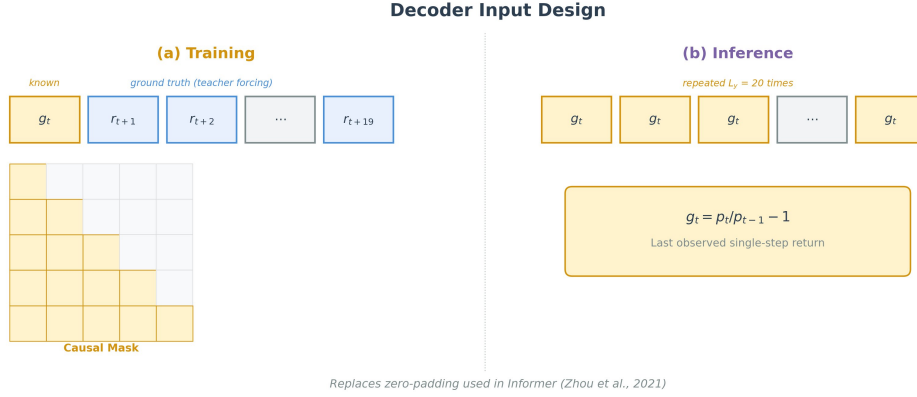 Decoder Input Design
(a) Training
known
ground truth (teacher forcing)
g_t r_{t+1} r_{t+2} ... r_{t+19}
Causal Mask
(b) Inference
repeated L_y = 20 times
g_t g_t g_t ... g_t
g_t = p_t/p_{t−1} − 1
Last observed single-step return
Replaces zero-padding used in Informer (Zhou et al., 2021)